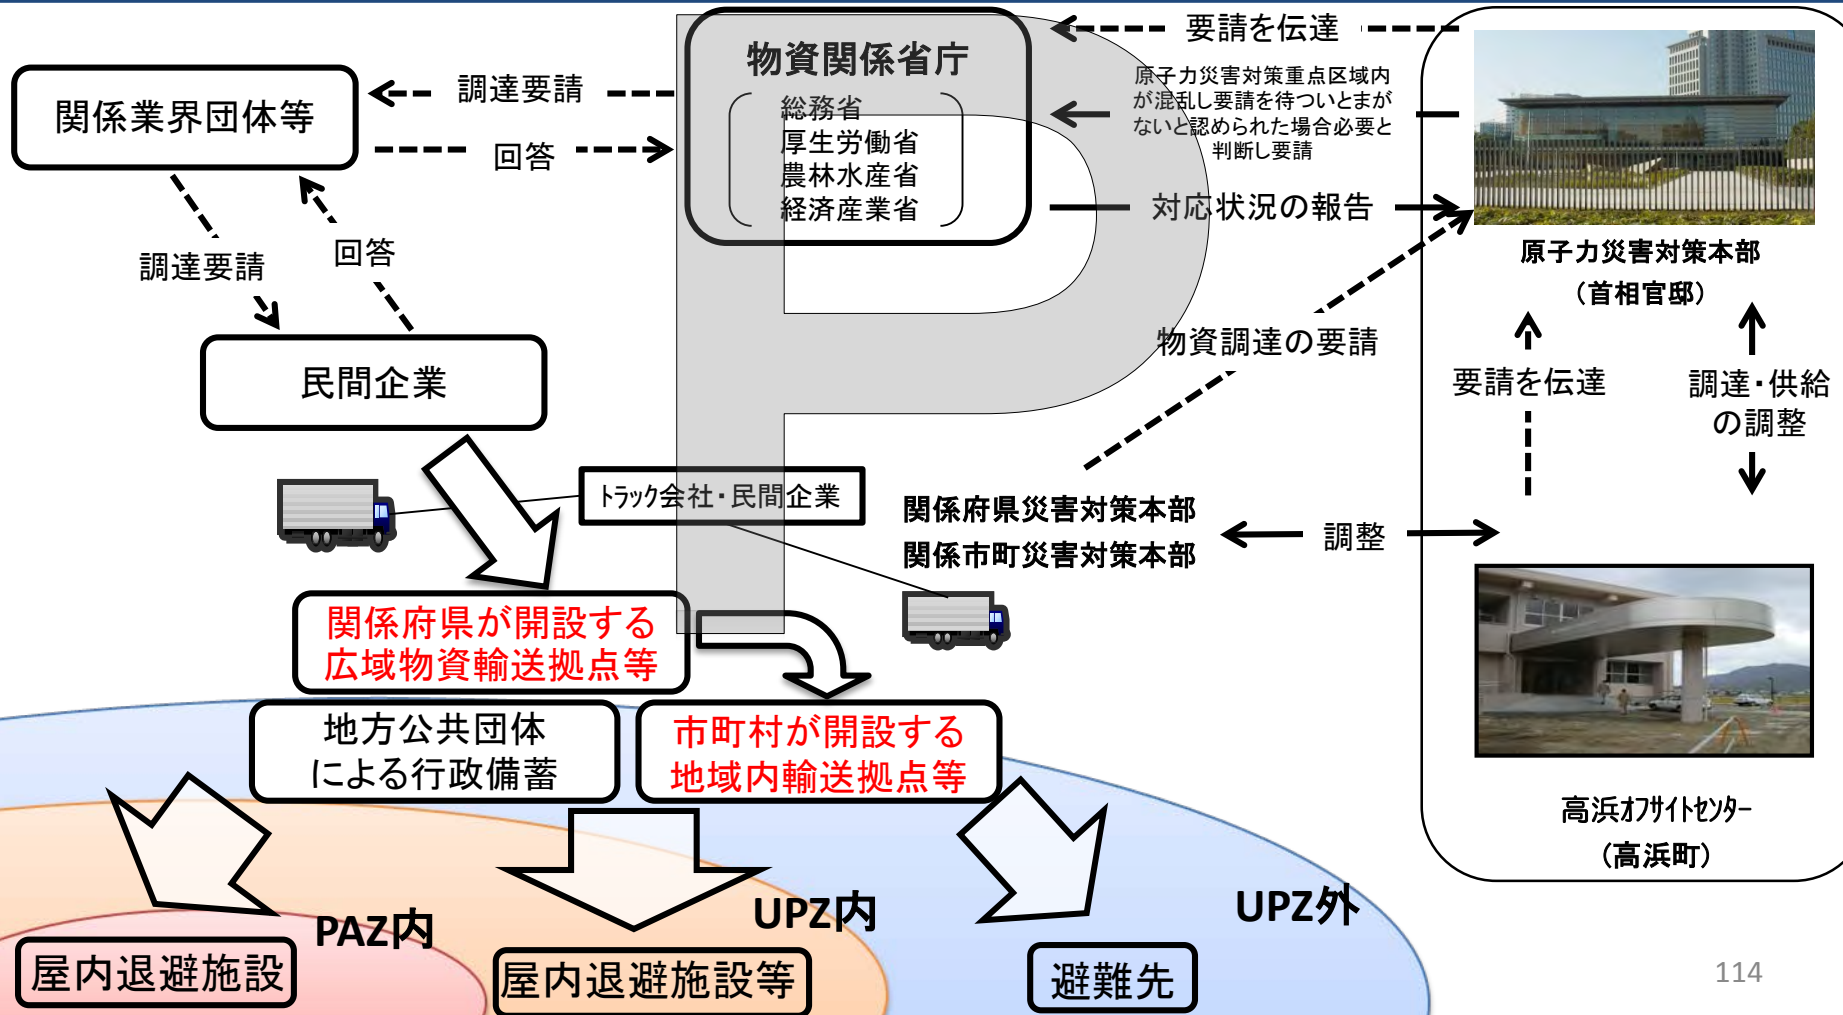 要請を伝達
物資関係省庁
総務省
厚生労働省
農林水産省
経済産業省
関係業界団体等
調達要請
回答
原子力災害対策重点区域内
が混乱し要請を待ついとまが
ないと認められた場合必要と
判断し要請
対応状況の報告
原子力災害対策本部
（首相官邸）
調達要請
回答
民間企業
物資調達の要請
要請を伝達
調達・供給
の調整
トラック会社・民間企業
関係府県災害対策本部
関係市町災害対策本部
調整
関係府県が開設する
広域物資輸送拠点等
地方公共団体
による行政備蓄
市町村が開設する
地域内輸送拠点等
高浜オフサイトセンター
（高浜町）
PAZ内
UPZ内
UPZ外
屋内退避施設
屋内退避施設等
避難先
114
P